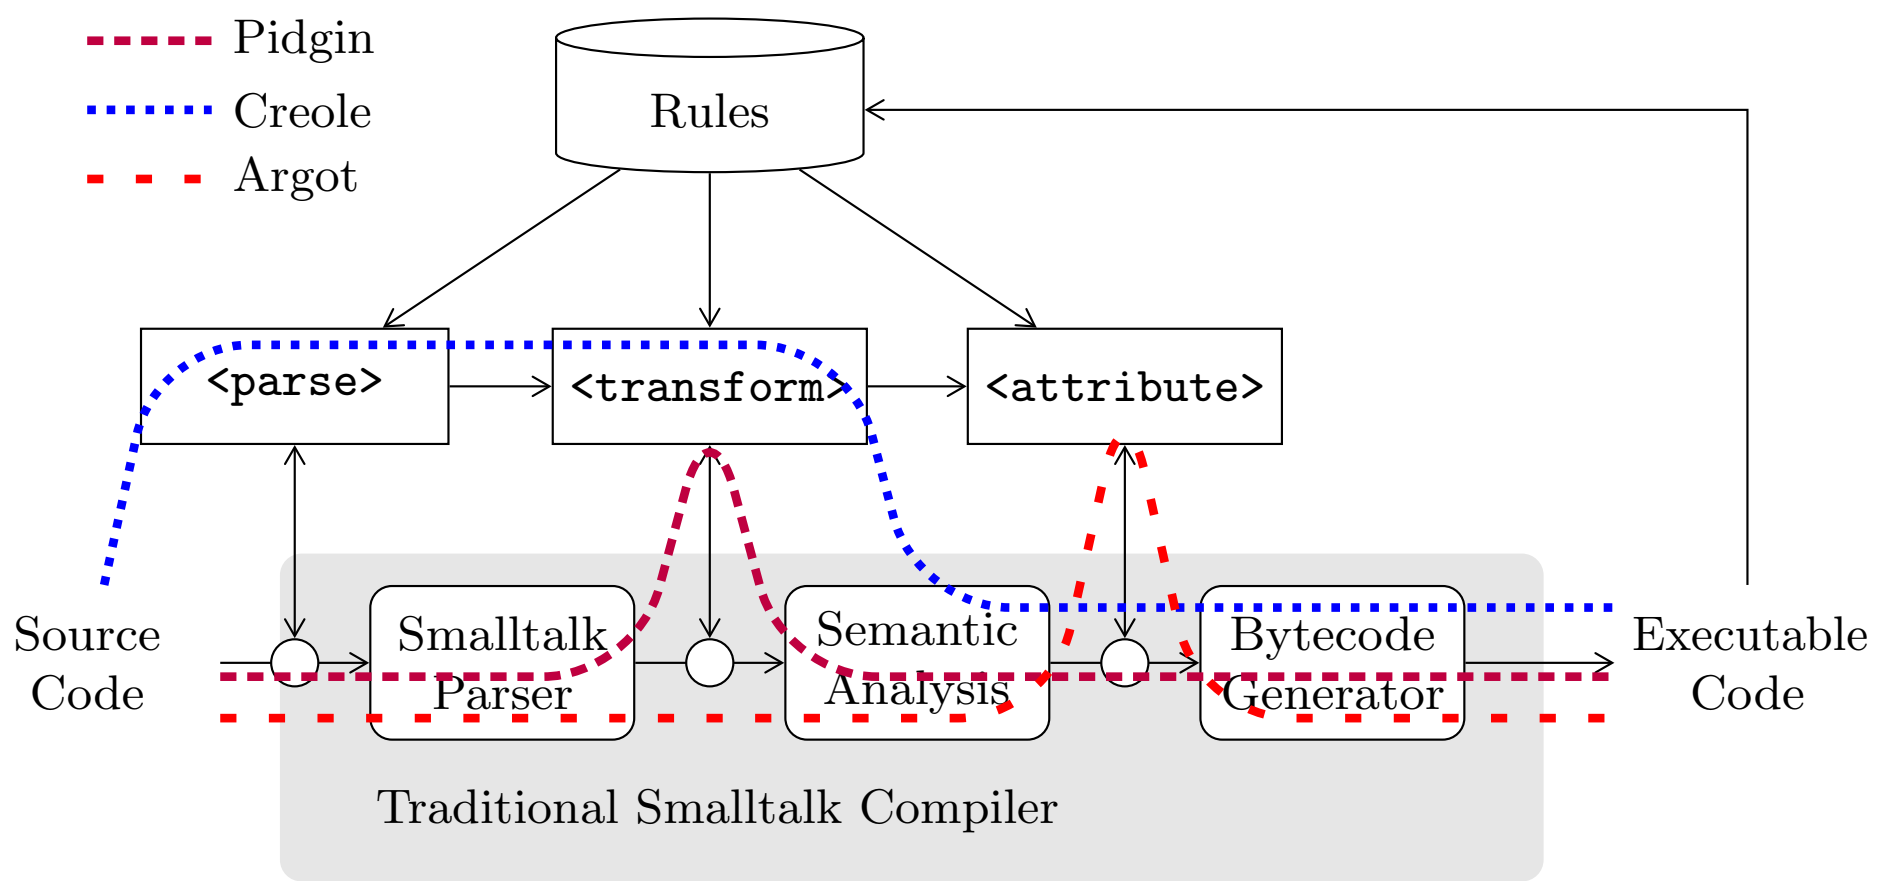 Pidgin
Creole
Argot
Rules
<parse>
<transform>
<attribute>
Source
Code
Smalltalk
Parser
Semantic
Analysis
Bytecode
Generator
Executable
Code
Traditional Smalltalk Compiler